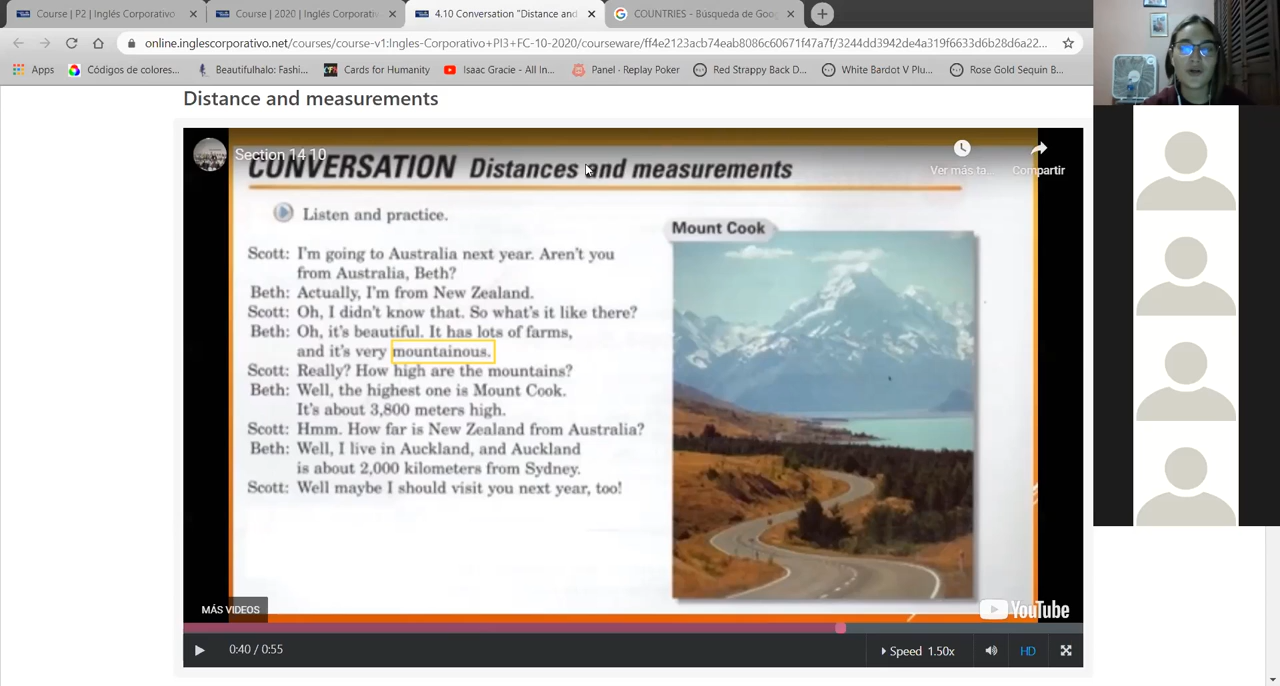 Course | P2 | Inglés Corporativo
Course | 2020 | Inglés Corporativ
4.10 Conversation "Distance and
COUNTRIES - Búsqueda de Goo
online.inglescorporativo.net/courses/course-v1:Ingles-Corporativo+PI3+FC-10-2020/courseware/ff4e2123acb74eab8086c60671f47a7f/3244dd3942de4a319f6633d6b28d6a22...
Apps
Códigos de colores...
Beautifulhalo: Fashi...
Cards for Humanity
Isaac Gracie - All In...
Panel · Replay Poker
Red Strappy Back D...
White Bardot V Plu...
Rose Gold Sequin B...
Distance and measurements
Section 14 10
Ver más ta...
Compartir
CONVERSATION Distances and measurements
Listen and practice.
Scott: I'm going to Australia next year. Aren't you
from Australia, Beth?
Beth: Actually, I'm from New Zealand.
Scott: Oh, I didn't know that. So what's it like there?
Beth: Oh, it's beautiful. It has lots of farms,
and it's very mountainous.
Scott: Really? How high are the mountains?
Beth: Well, the highest one is Mount Cook.
It's about 3,800 meters high.
Scott: Hmm. How far is New Zealand from Australia?
Beth: Well, I live in Auckland, and Auckland
is about 2,000 kilometers from Sydney.
Scott: Well maybe I should visit you next year, too!
Mount Cook
MÁS VIDEOS
YouTube
0:40 / 0:55
Speed 1.50x
HD